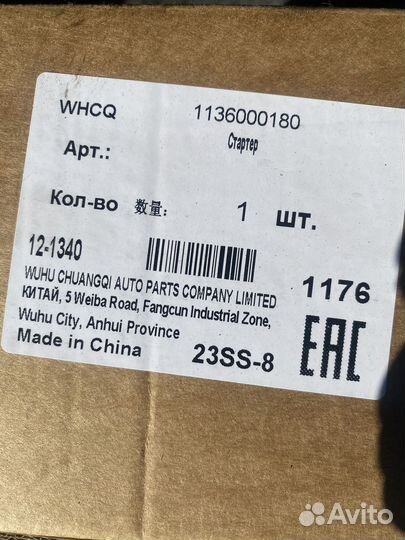 WHCQ 1136000180
Стартер
Арт.:
Кол-во 数量: 1 шт.
12-1340
WUHU CHUANGQI AUTO PARTS COMPANY LIMITED
КИТАЙ, 5 Weiba Road, Fangcun Industrial Zone,
Wuhu City, Anhui Province
Made in China
1176
23SS-8
EAC
Avito